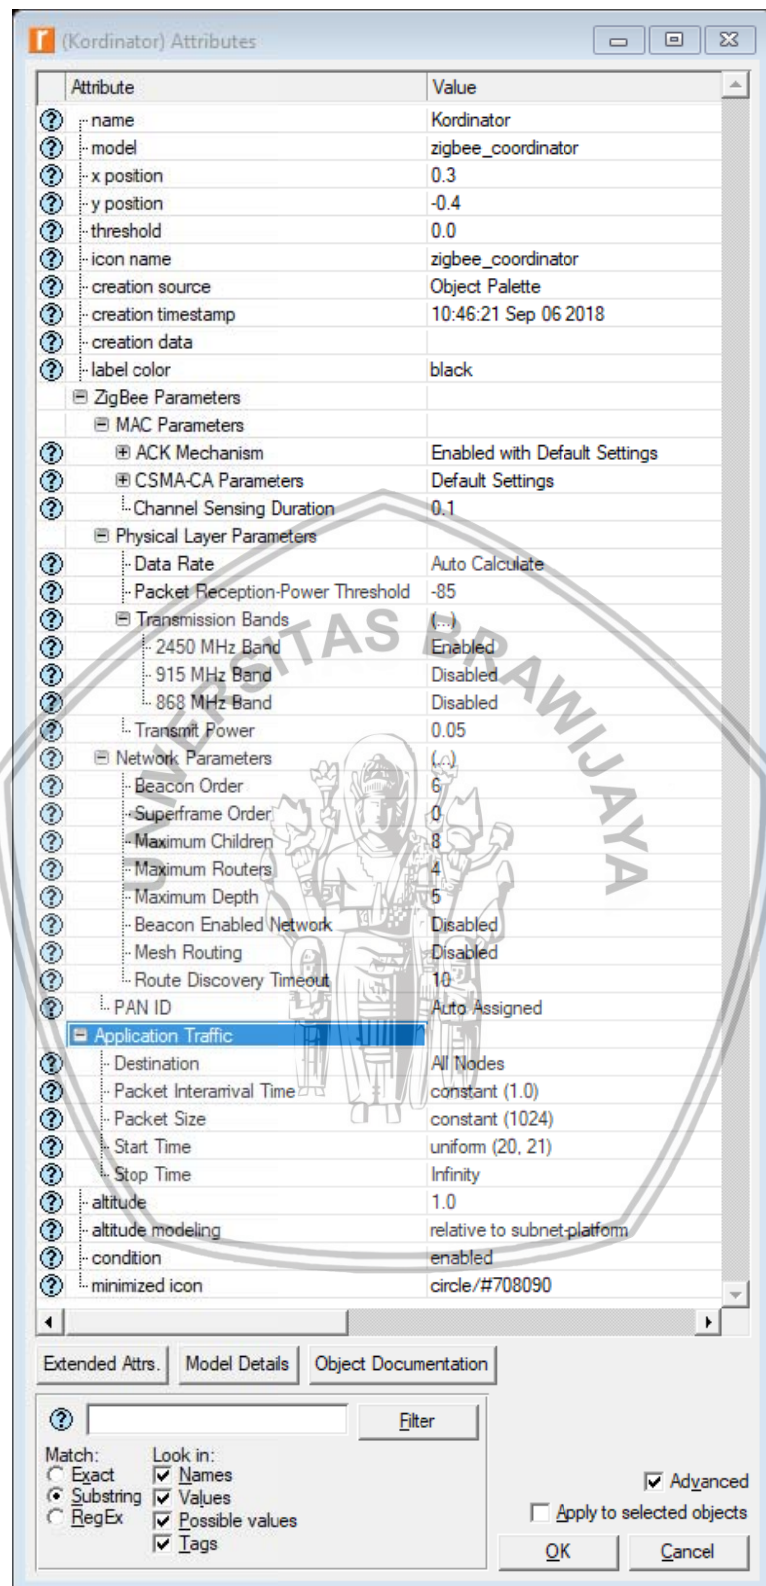 (Kordinator) Attributes
Attribute Value
name Kordinator
model zigbee_coordinator
x position 0.3
y position -0.4
threshold 0.0
icon name zigbee_coordinator
creation source Object Palette
creation timestamp 10:46:21 Sep 06 2018
creation data
label color black
ZigBee Parameters
MAC Parameters
ACK Mechanism Enabled with Default Settings
CSMA-CA Parameters Default Settings
Channel Sensing Duration 0.1
Physical Layer Parameters
Data Rate Auto Calculate
Packet Reception-Power Threshold -85
Transmission Bands (...)
2450 MHz Band Enabled
915 MHz Band Disabled
868 MHz Band Disabled
Transmit Power 0.05
Network Parameters (...)
Beacon Order 6
Superframe Order 0
Maximum Children 8
Maximum Routers 4
Maximum Depth 5
Beacon Enabled Network Disabled
Mesh Routing Disabled
Route Discovery Timeout 10
PAN ID Auto Assigned
Application Traffic
Destination All Nodes
Packet Interarrival Time constant (1.0)
Packet Size constant (1024)
Start Time uniform (20, 21)
Stop Time Infinity
altitude 1.0
altitude modeling relative to subnet-platform
condition enabled
minimized icon circle/#708090
UNIVERSITAS BRAWIJAYA
Extended Attrs. Model Details Object Documentation
Filter
Match: Look in:
Exact Names
Substring Values
RegEx Possible values
Tags
Advanced
Apply to selected objects
OK Cancel